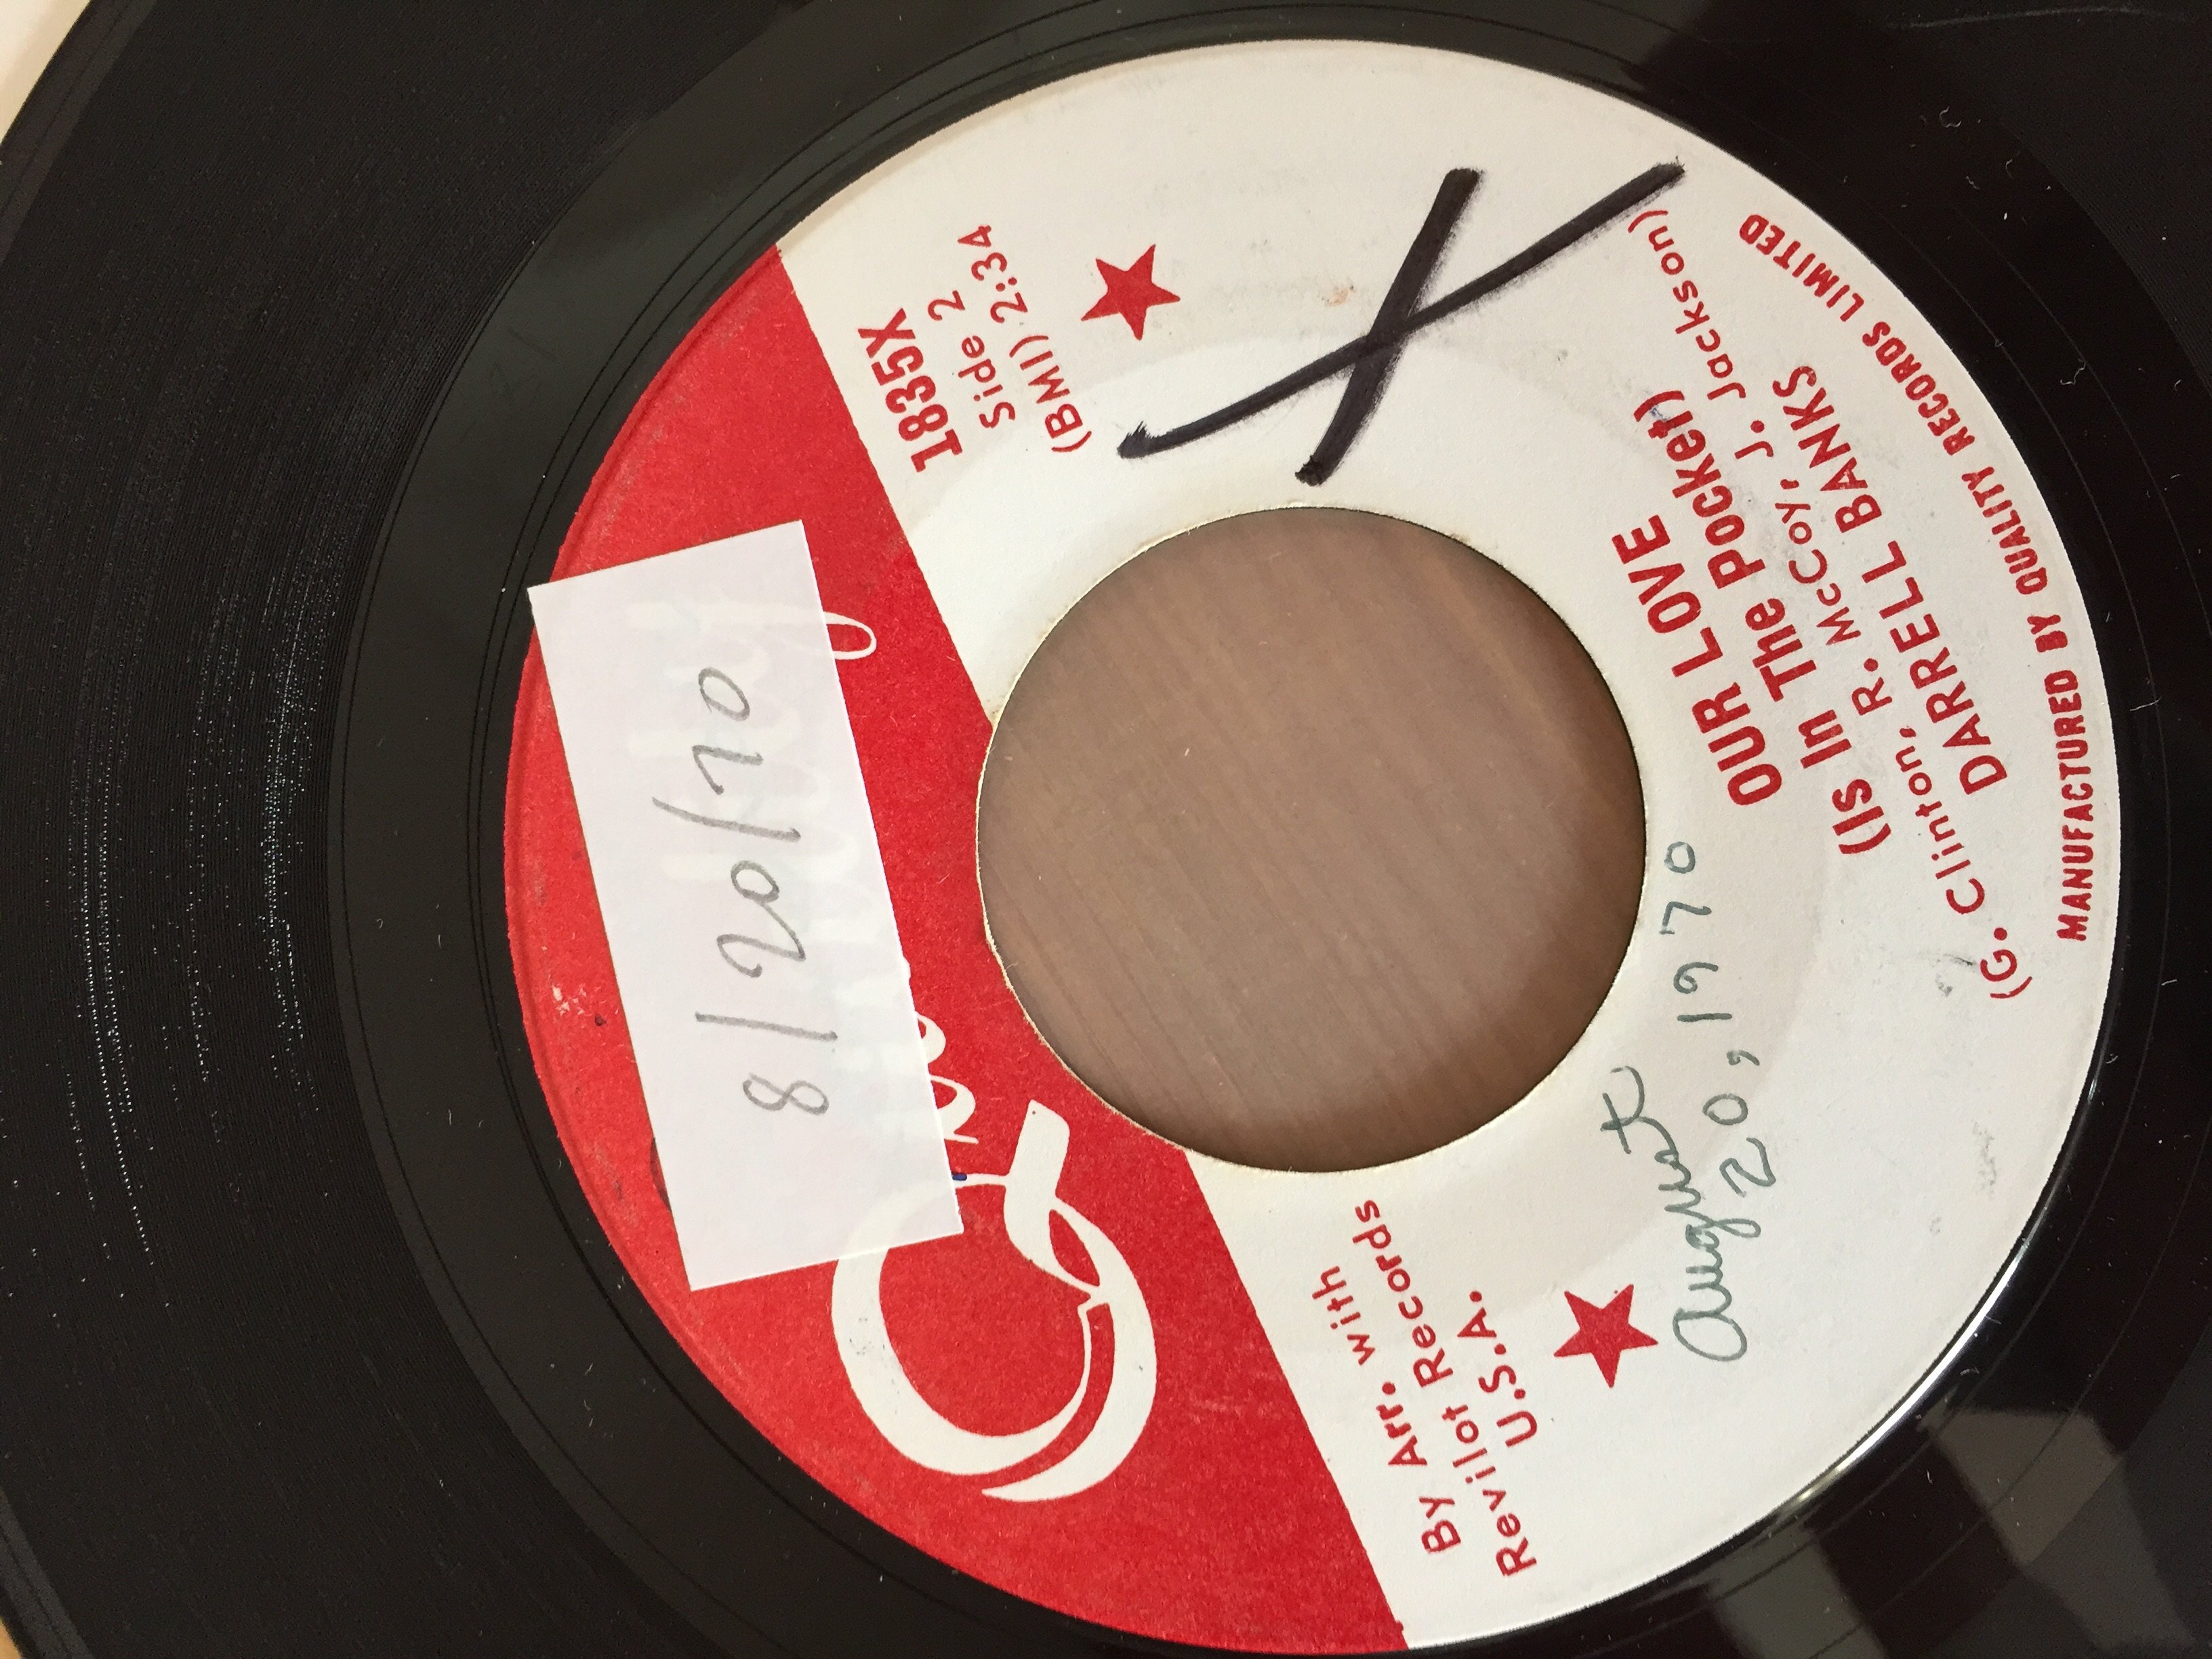 8/20/70
By Arr. with
Revilot Records
U.S.A.
1835X
Side 2
(BMI) 2:34
X
August
20, 1970
OUR LOVE
(Is In The Pocket)
(G. Clinton, R. McCoy, J. Jackson)
DARRELL BANKS
MANUFACTURED BY QUALITY RECORDS LIMITED